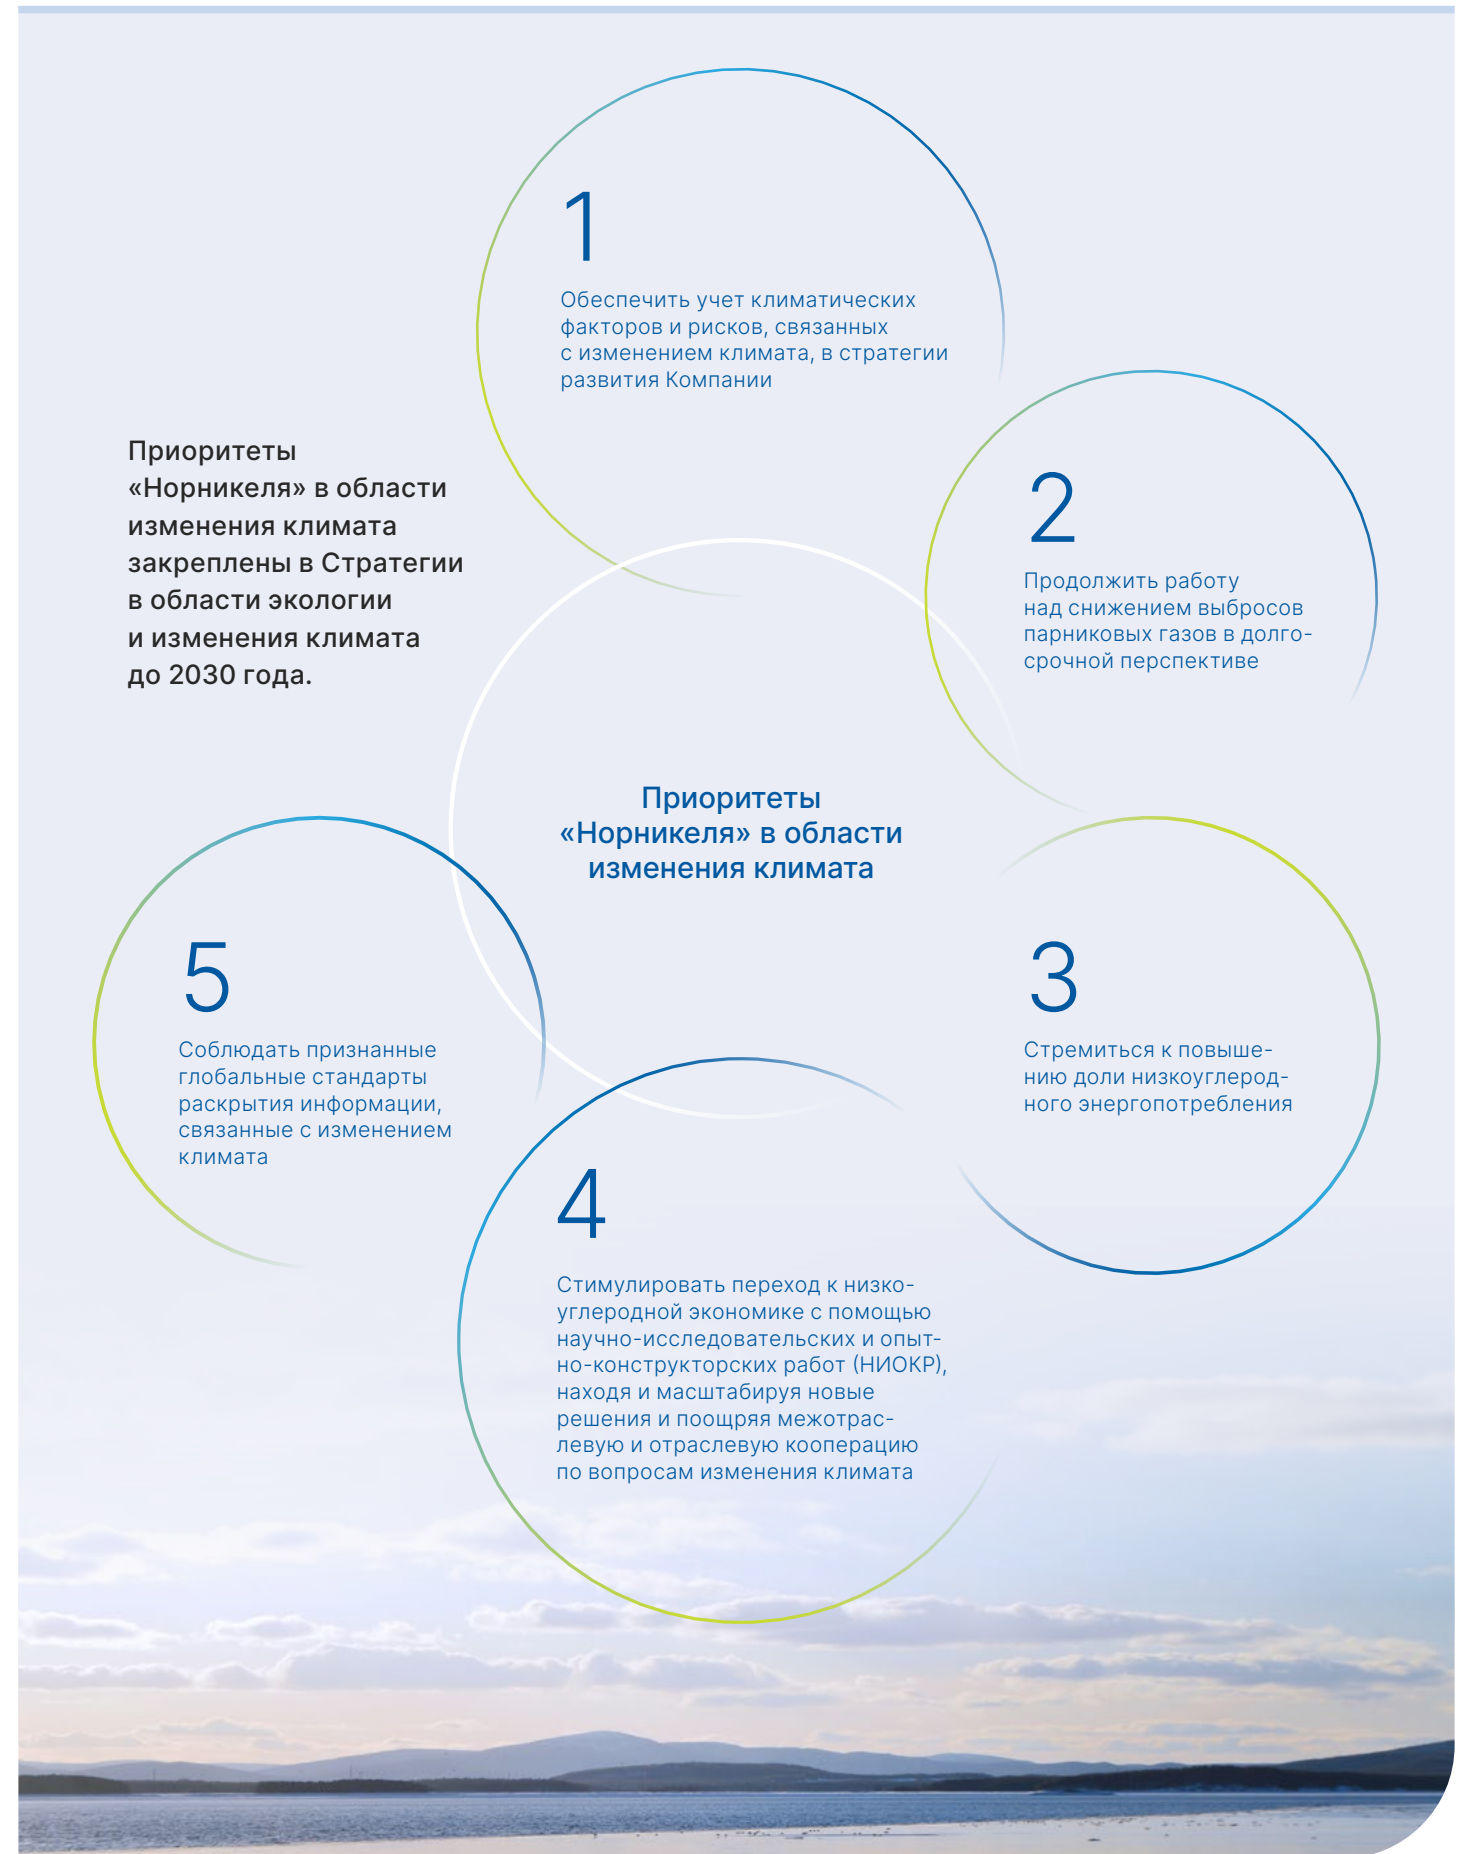 Приоритеты
«Норникеля» в области
изменения климата
закреплены в Стратегии
в области экологии
и изменения климата
до 2030 года.
Приоритеты
«Норникеля» в области
изменения климата
1
Обеспечить учет климатических
факторов и рисков, связанных
с изменением климата, в стратегии
развития Компании
2
Продолжить работу
над снижением выбросов
парниковых газов в долго-
срочной перспективе
3
Стремиться к повыше-
нию доли низкоуглерод-
ного энергопотребления
4
Стимулировать переход к низко-
углеродной экономике с помощью
научно-исследовательских и опыт-
но-конструкторских работ (НИОКР),
находя и масштабируя новые
решения и поощряя межотрас-
левую и отраслевую кооперацию
по вопросам изменения климата
5
Соблюдать признанные
глобальные стандарты
раскрытия информации,
связанные с изменением
климата